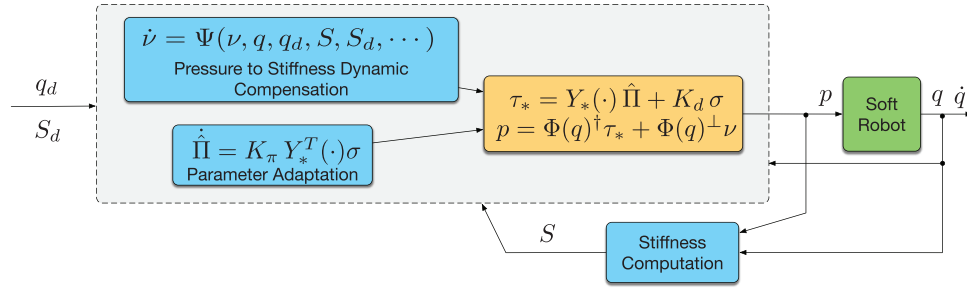 q_d
S_d
ν̇ = Ψ(ν, q, q_d, S, S_d, ⋯)
Pressure to Stiffness Dynamic
Compensation
Π̂̇ = K_π Y_*^T(·)σ
Parameter Adaptation
τ_* = Y_*(·) Π̂ + K_d σ
p = Φ(q)^† τ_* + Φ(q)^⊥ ν
p
Soft
Robot
q q̇
S
Stiffness
Computation